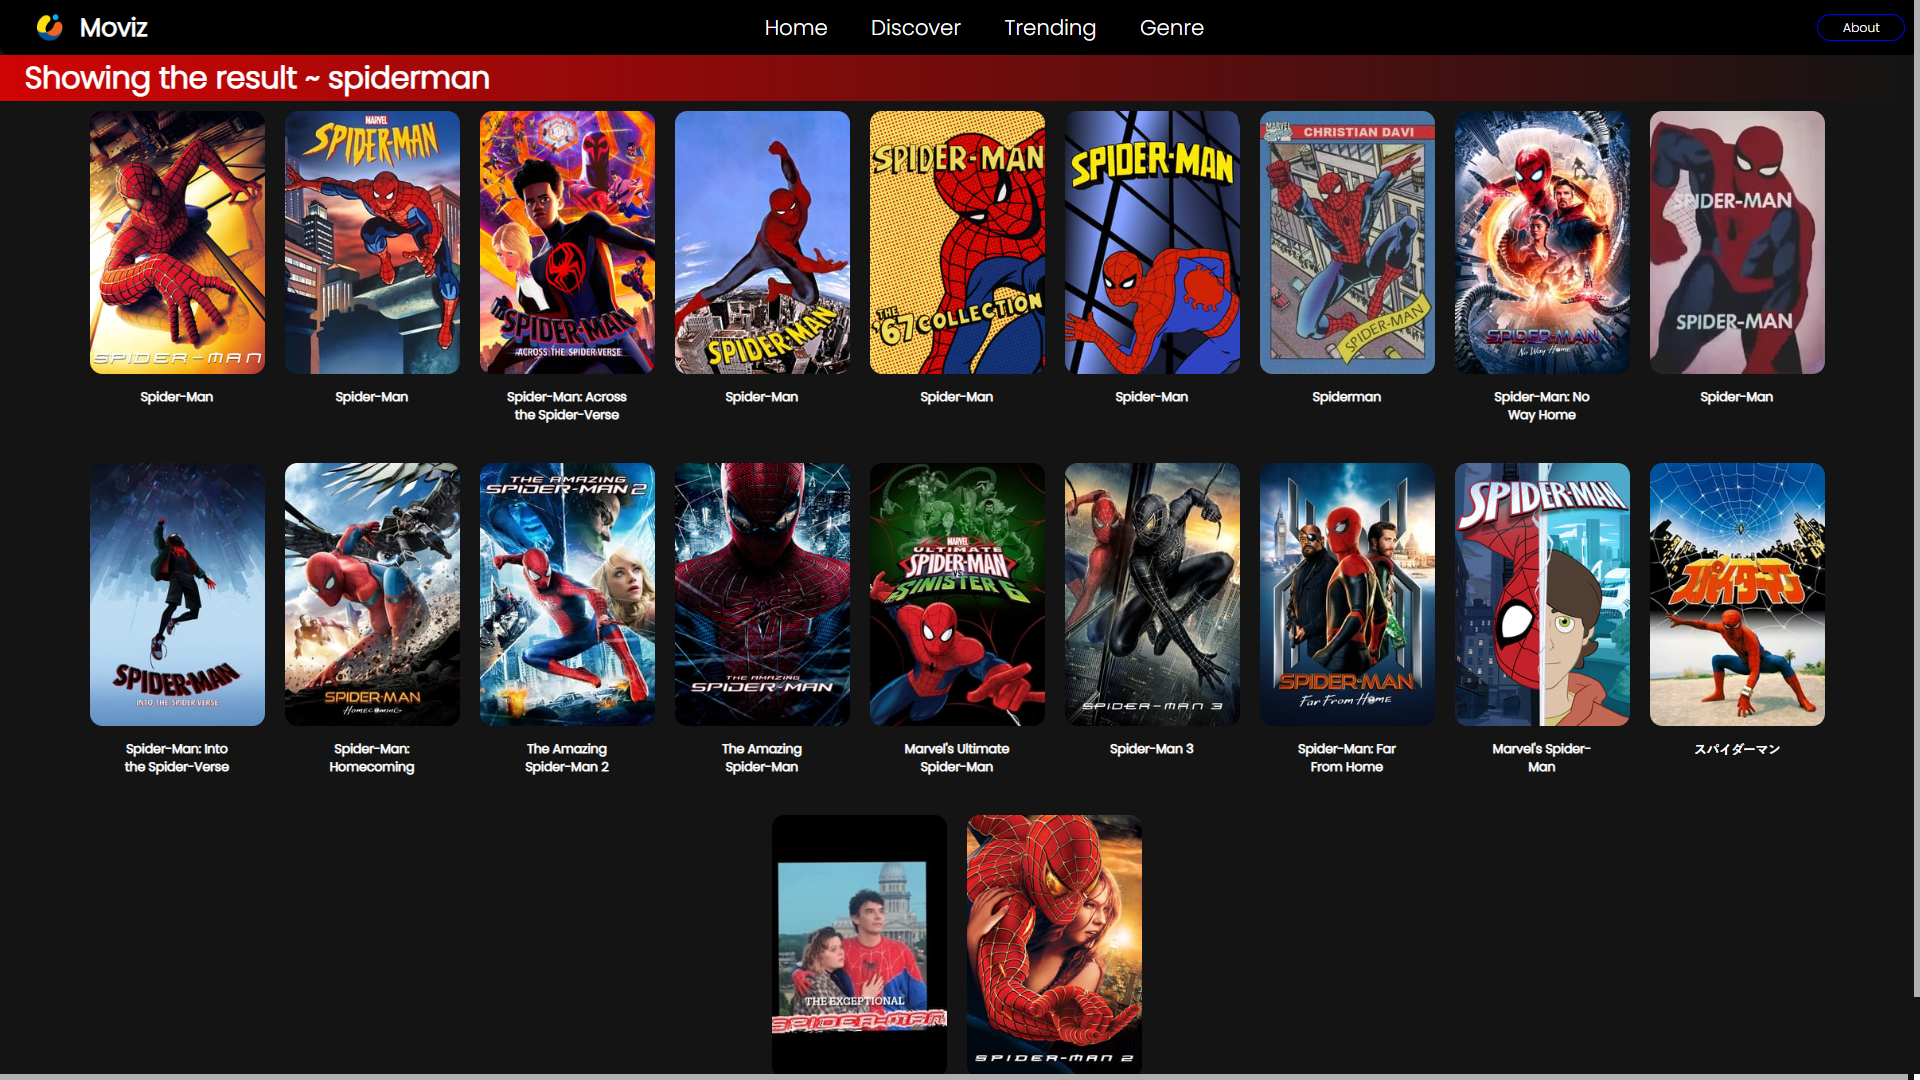 Moviz
Home
Discover
Trending
Genre
About
Showing the result ~ spiderman
SPIDER-MAN
MARVEL
SPIDER-MAN
SPIDER-MAN
ACROSS THE SPIDER-VERSE
SPIDER-MAN
SPIDER-MAN
THE
'67 COLLECTION
SPIDER-MAN
MARVEL
CHRISTIAN DAVI
SPIDER-MAN
SPIDER-MAN
No Way Home
SPIDER-MAN
SPIDER-MAN
Spider-Man
Spider-Man
Spider-Man: Across
the Spider-Verse
Spider-Man
Spider-Man
Spider-Man
Spiderman
Spider-Man: No
Way Home
Spider-Man
SPIDER-MAN
INTO THE SPIDER-VERSE
SPIDER-MAN
HOMECOMING
THE AMAZING
SPIDER-MAN 2
THE AMAZING
SPIDER-MAN
MARVEL
ULTIMATE
SPIDER-MAN
VS
SINISTER 6
SPIDER-MAN 3
SPIDER-MAN
Far From Home
SPIDER-MAN
スパイダーマン
Spider-Man: Into
the Spider-Verse
Spider-Man:
Homecoming
The Amazing
Spider-Man 2
The Amazing
Spider-Man
Marvel's Ultimate
Spider-Man
Spider-Man 3
Spider-Man: Far
From Home
Marvel's Spider-
Man
スパイダーマン
THE EXCEPTIONAL
SPIDER-MAN
SPIDER-MAN 2